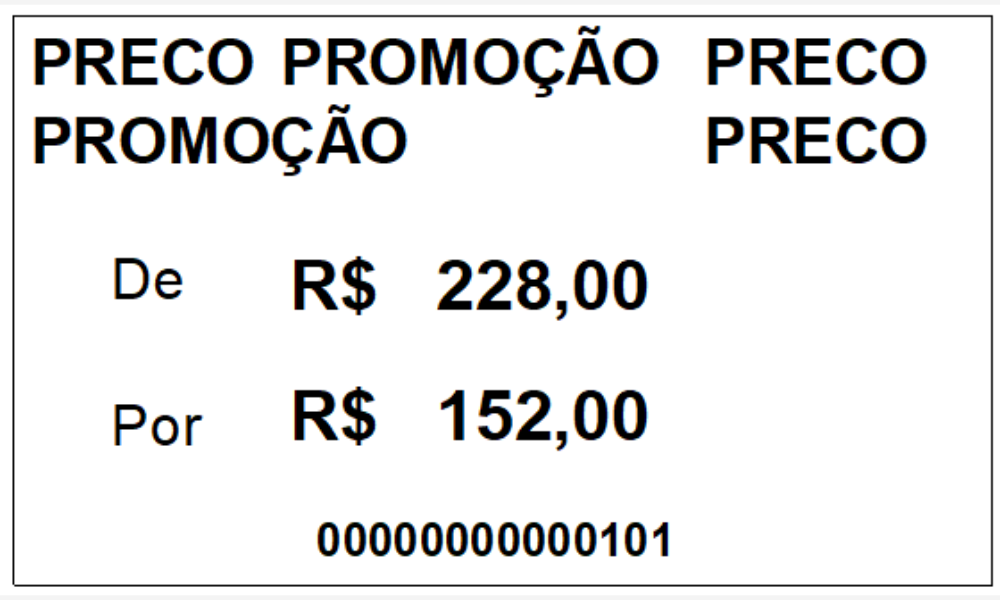 PRECO PROMOÇÃO PRECO
PROMOÇÃO PRECO
De R$ 228,00
Por R$ 152,00
00000000000101